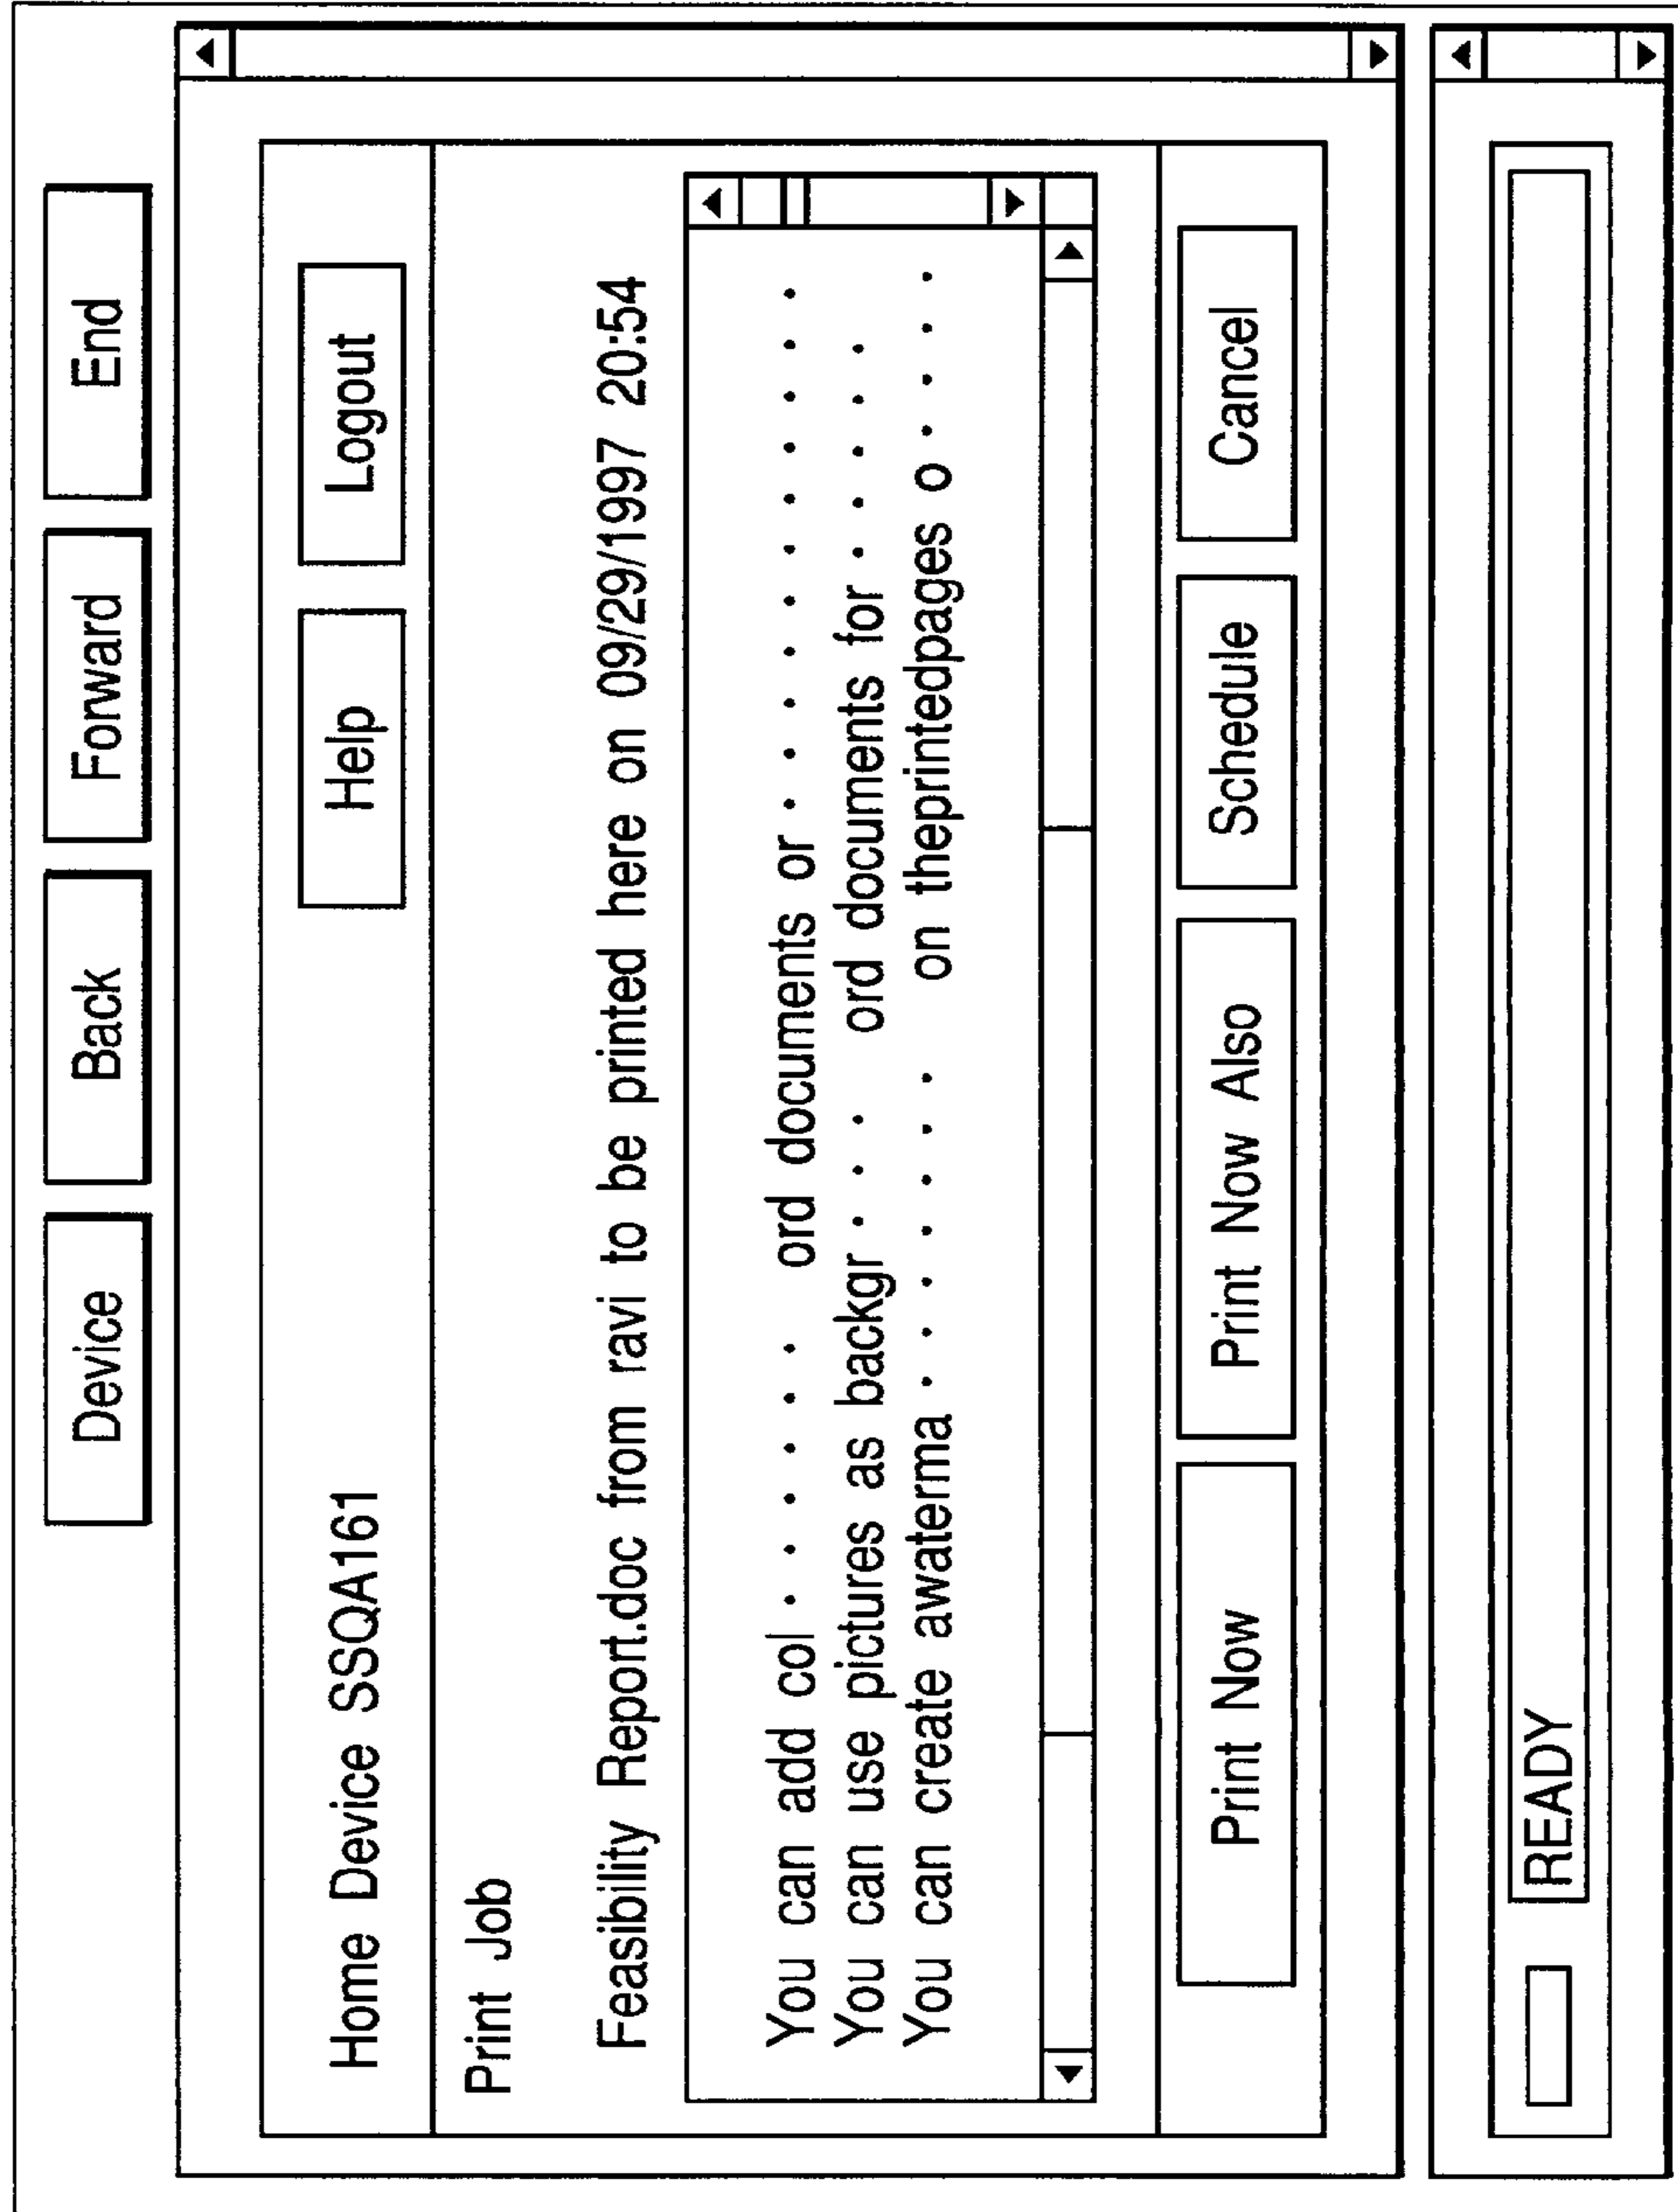 Device Back Forward End
Home Device SSQA161 Help Logout
Print Job
Feasibility Report.doc from ravi to be printed here on 09/29/1997 20:54
You can add col . . . . . . ord documents or . . . . . . . . . . .
You can use pictures as backgr . . . ord documents for . . . . .
You can create awaterma . . . . . . . on theprintedpages o . . . .
Print Now Print Now Also Schedule Cancel
READY